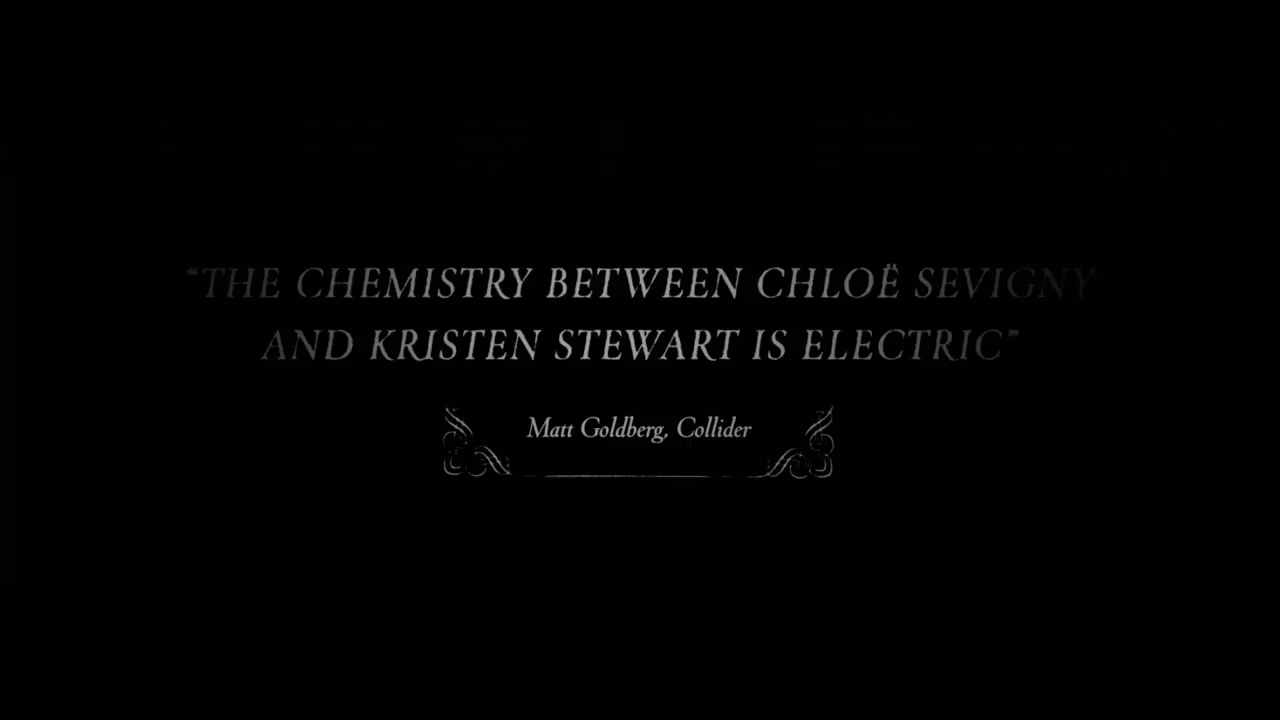 “THE CHEMISTRY BETWEEN CHLOË SEVIGNY
AND KRISTEN STEWART IS ELECTRIC”
Matt Goldberg, Collider